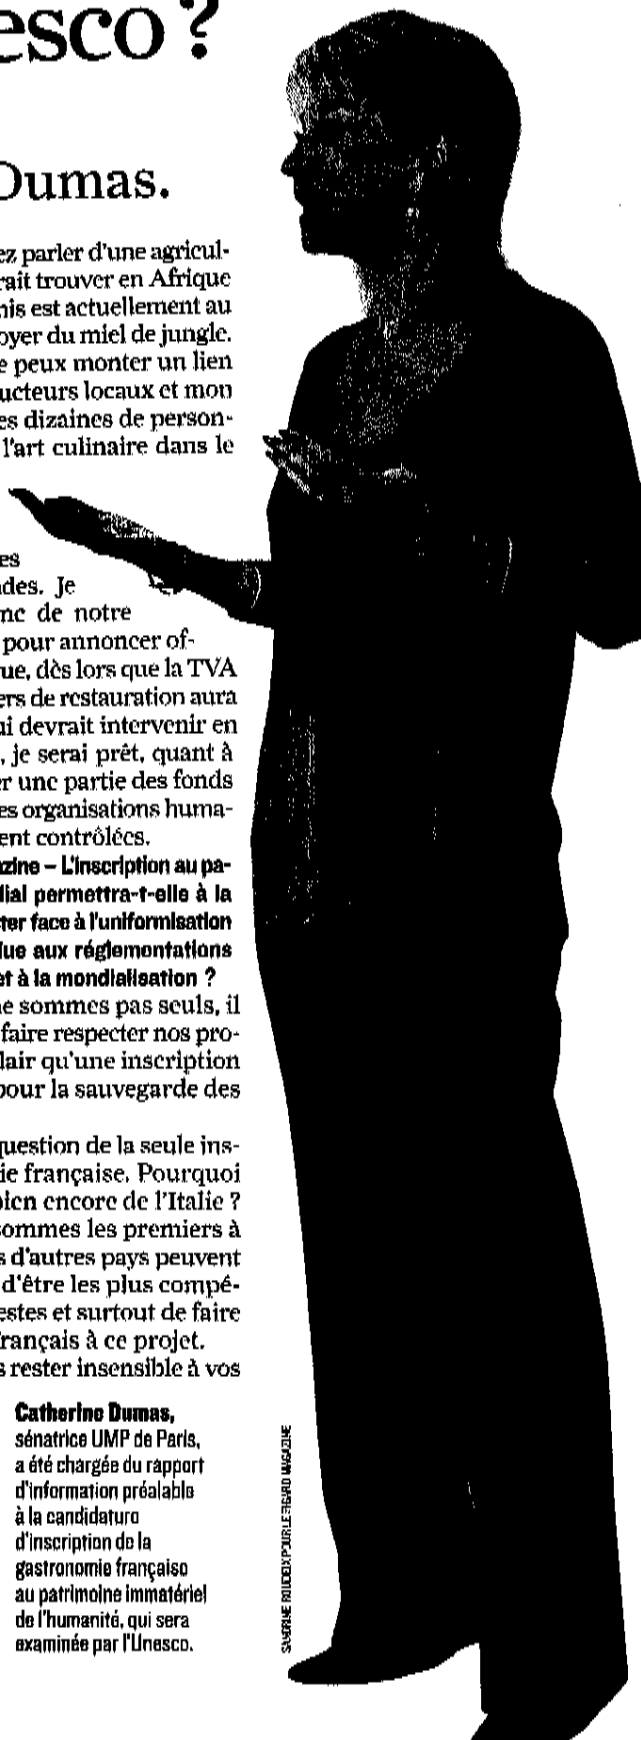 esco ?
Dumas.
ez parler d'une agricul-
rait trouver en Afrique
nis est actuellement au
oyer du miel de jungle.
e peux monter un lien
ucteurs locaux et mon
es dizaines de person-
l'art culinaire dans le
es
ndes. Je
nc de notre
pour annoncer of-
ue, dès lors que la TVA
ers de restauration aura
ui devrait intervenir en
, je serai prêt, quant à
er une partie des fonds
es organisations huma-
ent contrôlées.
azine – L'inscription au pa-
dial permettra-t-elle à la
ter face à l'uniformisation
due aux réglementations
et à la mondialisation ?
ne sommes pas seuls, il
faire respecter nos pro-
lair qu'une inscription
pour la sauvegarde des
question de la seule ins-
ie française. Pourquoi
bien encore de l'Italie ?
sommes les premiers à
s d'autres pays peuvent
d'être les plus compé-
estes et surtout de faire
rançais à ce projet.
s rester insensible à vos
Catherine Dumas,
sénatrice UMP de Paris,
a été chargée du rapport
d'information préalable
à la candidature
d'inscription de la
gastronomie française
au patrimoine immatériel
de l'humanité, qui sera
examinée par l'Unesco.
SANDRINE ROUDEIX POUR LE FIGARO MAGAZINE